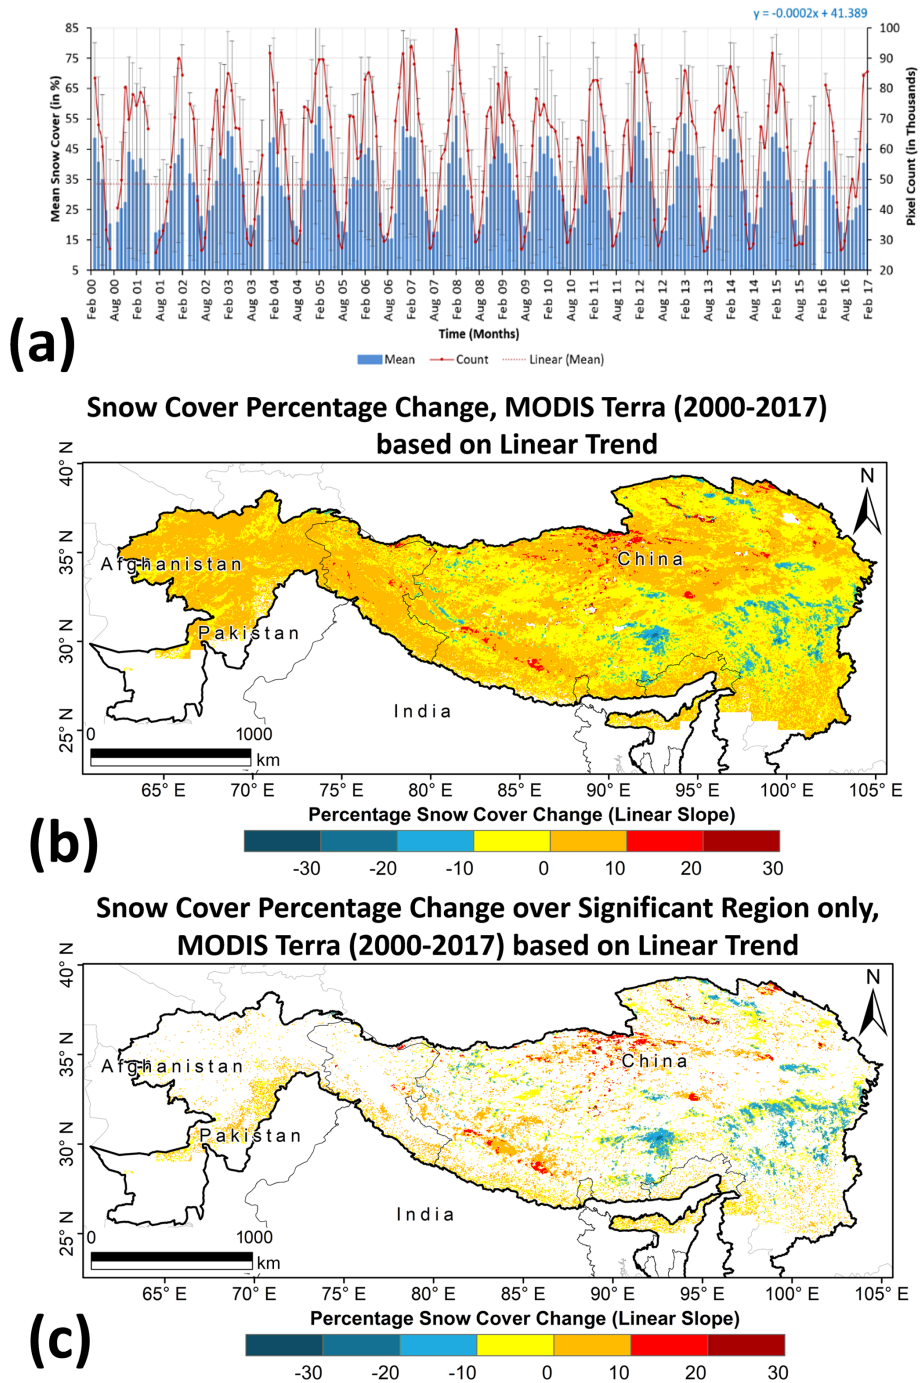 y = -0.0002x + 41.389
85
75
65
55
45
35
25
15
5
Mean Snow Cover (in %)
100
90
80
70
60
50
40
30
20
Pixel Count (in Thousands)
Feb 00
Aug 00
Feb 01
Aug 01
Feb 02
Aug 02
Feb 03
Aug 03
Feb 04
Aug 04
Feb 05
Aug 05
Feb 06
Aug 06
Feb 07
Aug 07
Feb 08
Aug 08
Feb 09
Aug 09
Feb 10
Aug 10
Feb 11
Aug 11
Feb 12
Aug 12
Feb 13
Aug 13
Feb 14
Aug 14
Feb 15
Aug 15
Feb 16
Aug 16
Feb 17
Time (Months)
Mean Count Linear (Mean)
(a)
Snow Cover Percentage Change, MODIS Terra (2000-2017)
based on Linear Trend
40° N
35° N
30° N
25° N
N
Afghanistan
China
Pakistan
India
0 1000
km
65° E 70° E 75° E 80° E 85° E 90° E 95° E 100° E 105° E
Percentage Snow Cover Change (Linear Slope)
-30 -20 -10 0 10 20 30
(b)
Snow Cover Percentage Change over Significant Region only,
MODIS Terra (2000-2017) based on Linear Trend
40° N
35° N
30° N
25° N
N
Afghanistan
China
Pakistan
India
0 1000
km
65° E 70° E 75° E 80° E 85° E 90° E 95° E 100° E 105° E
Percentage Snow Cover Change (Linear Slope)
-30 -20 -10 0 10 20 30
(c)